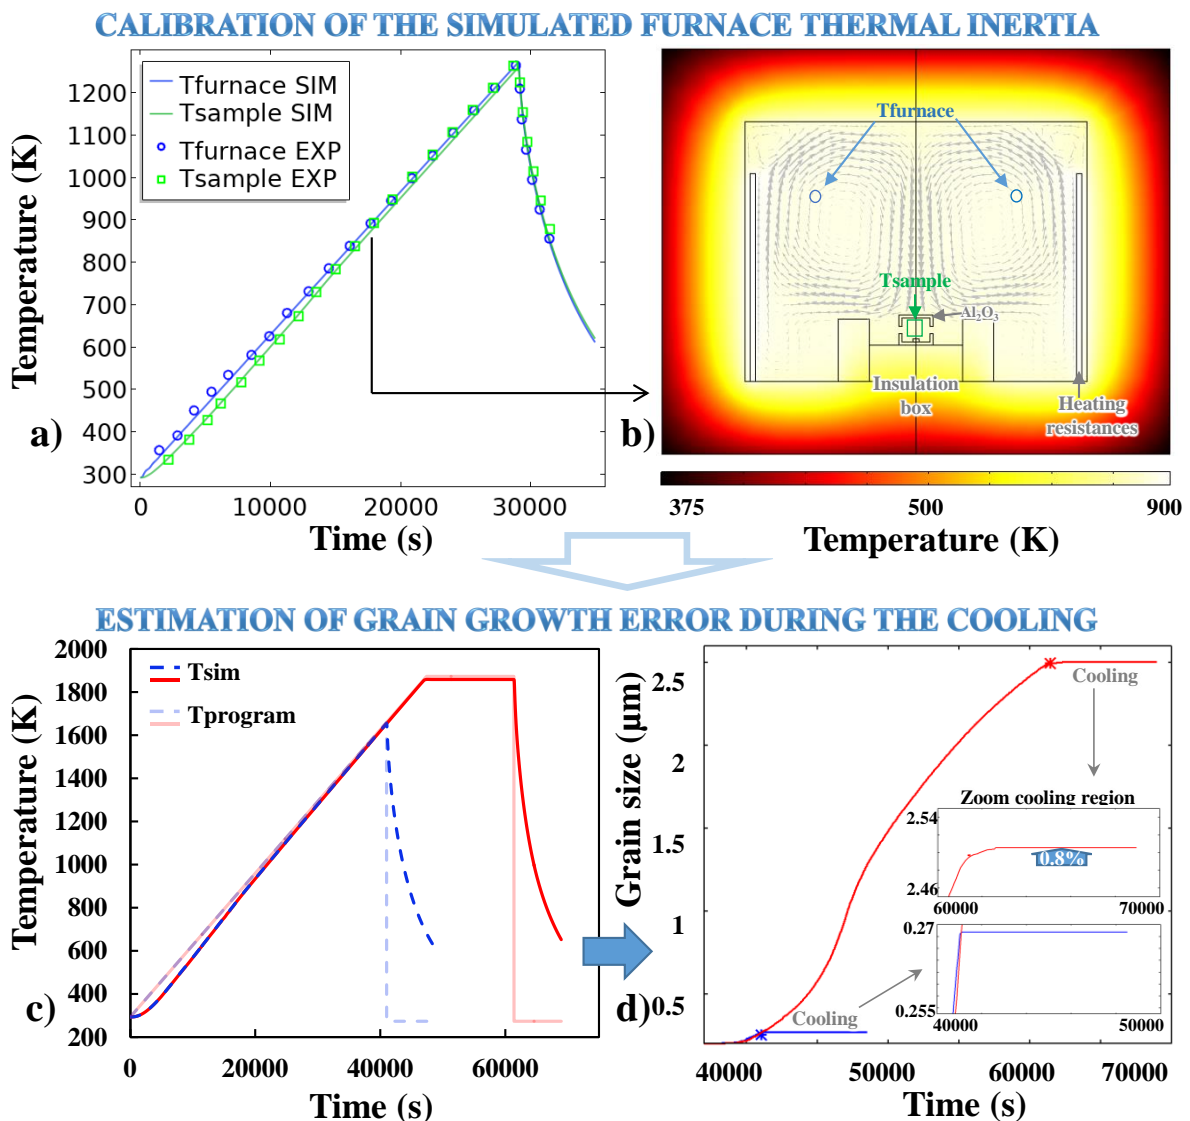 CALIBRATION OF THE SIMULATED FURNACE THERMAL INERTIA
Temperature (K)
1200
1100
1000
900
800
700
600
500
400
300
Tfurnace SIM
Tsample SIM
Tfurnace EXP
Tsample EXP
a)
0
10000
20000
30000
Time (s)
Tfurnace
Tsample
Al₂O₃
Insulation
box
Heating
resistances
b)
375
500
900
Temperature (K)
ESTIMATION OF GRAIN GROWTH ERROR DURING THE COOLING
Temperature (K)
2000
1800
1600
1400
1200
1000
800
600
400
200
Tsim
Tprogram
c)
0
20000
40000
60000
Time (s)
Grain size (µm)
2.5
2
1.5
1
0.5
Cooling
Zoom cooling region
2.54
2.46
0.8%
60000
70000
0.27
0.255
40000
50000
Cooling
d)
40000
50000
60000
70000
Time (s)